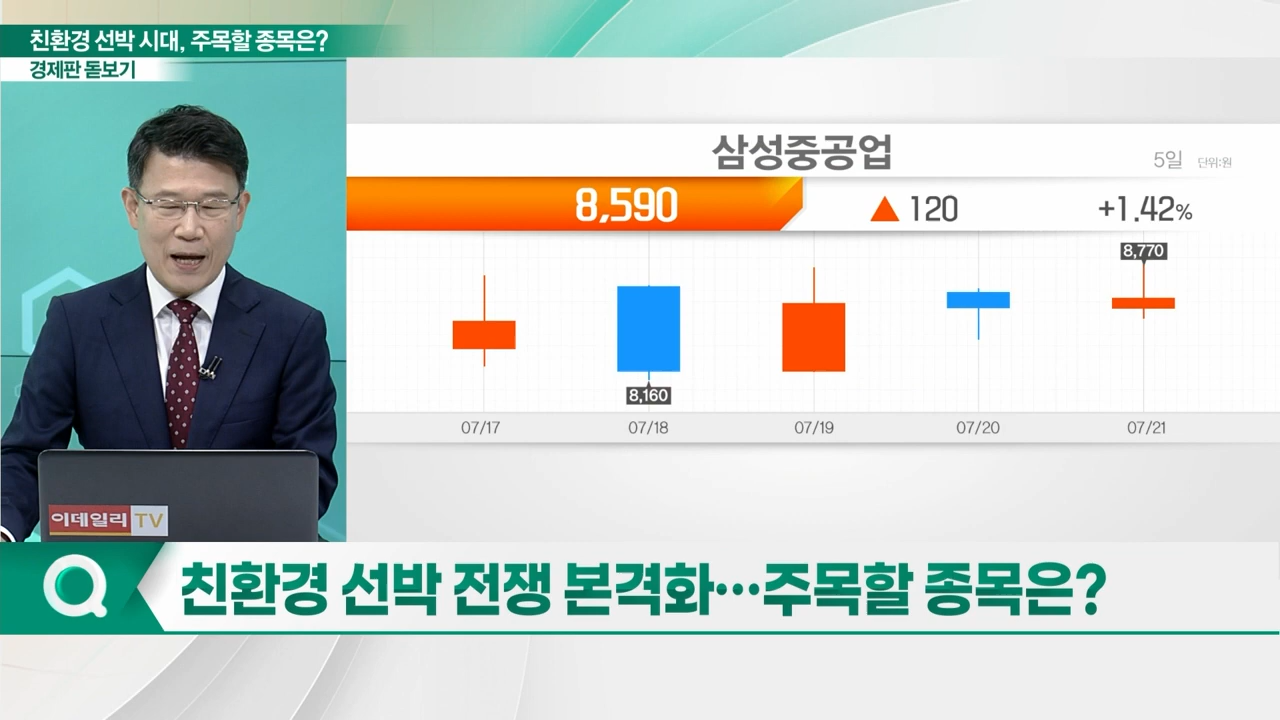 친환경 선박 시대, 주목할 종목은?
경제판 돋보기
삼성중공업
5일 단위:원
8,590 ▲ 120 +1.42%
8,770
8,160
07/17 07/18 07/19 07/20 07/21
이데일리 TV
친환경 선박 전쟁 본격화…주목할 종목은?